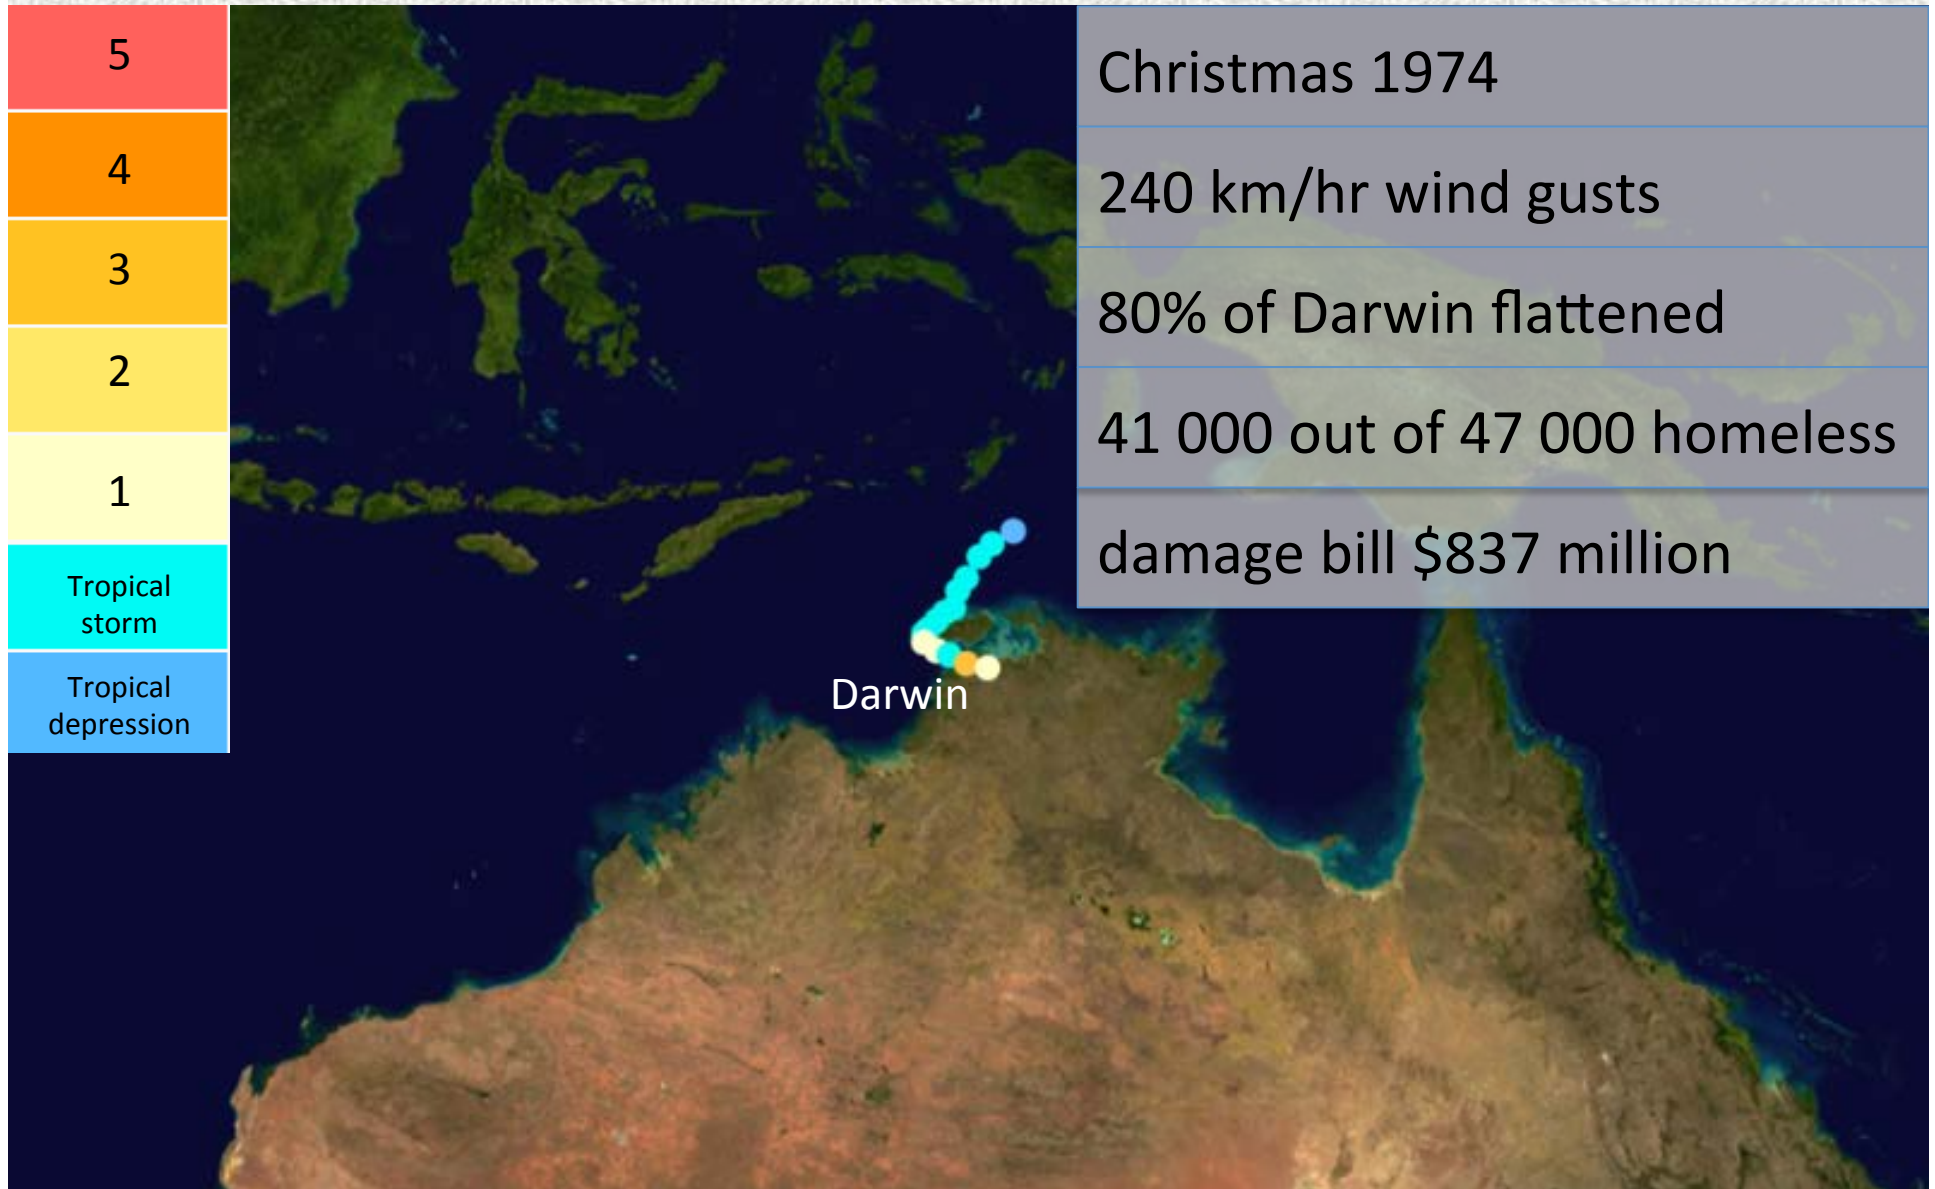 5
4
3
2
1
Tropical
storm
Tropical
depression
Christmas 1974
240 km/hr wind gusts
80% of Darwin flattened
41 000 out of 47 000 homeless
damage bill $837 million
Darwin